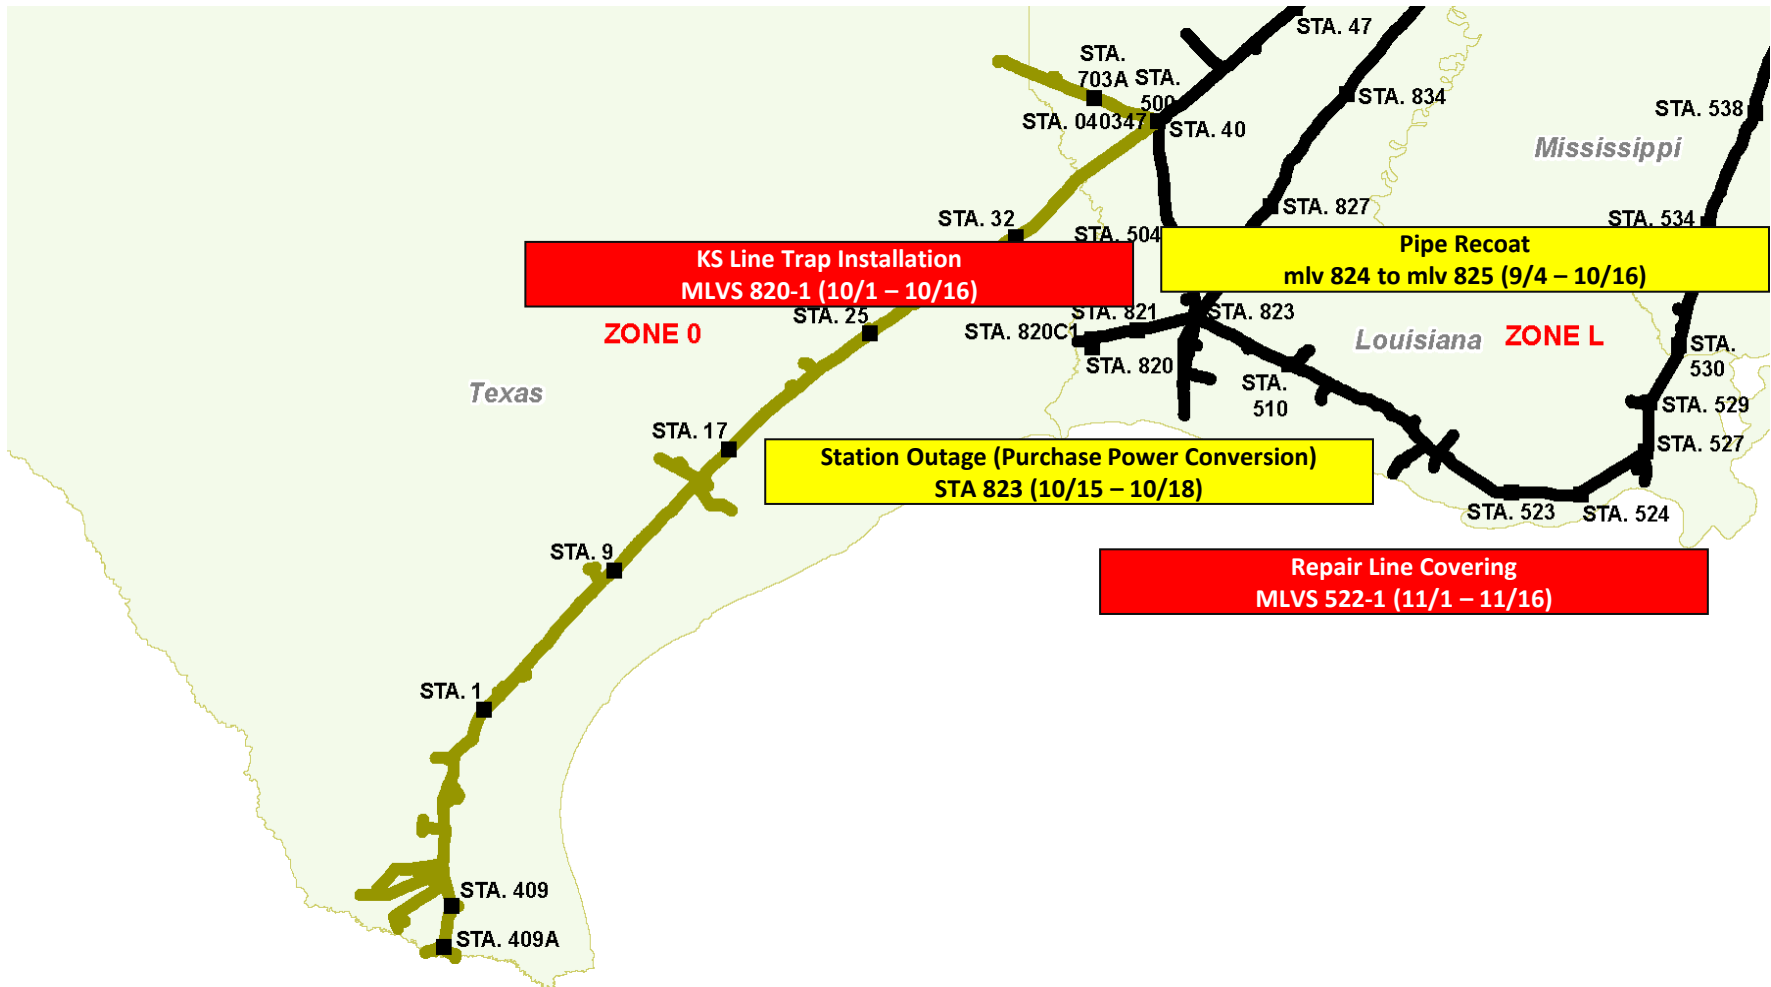 STA. 47
STA.
703A
STA.
500
STA. 040347
STA. 40
STA. 834
STA. 538
Mississippi
STA. 827
STA. 32
STA. 504
STA. 534
KS Line Trap Installation
MLVS 820-1 (10/1 – 10/16)
Pipe Recoat
mlv 824 to mlv 825 (9/4 – 10/16)
STA. 25
STA. 821
STA. 823
ZONE 0
STA. 820C1
Louisiana
ZONE L
STA.
530
STA. 820
Texas
STA.
510
STA. 529
STA. 17
STA. 527
Station Outage (Purchase Power Conversion)
STA 823 (10/15 – 10/18)
STA. 523
STA. 524
STA. 9
Repair Line Covering
MLVS 522-1 (11/1 – 11/16)
STA. 1
STA. 409
STA. 409A